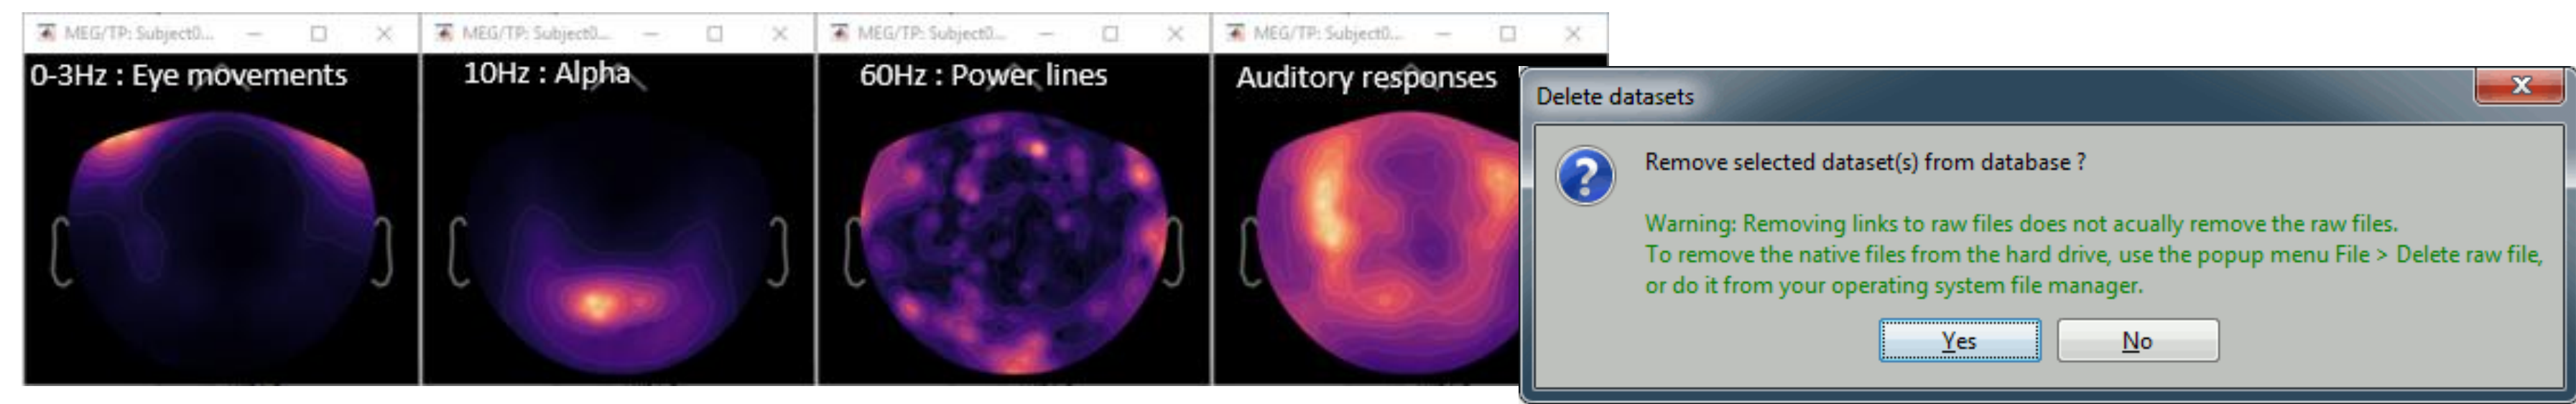 MEG/TP: Subject0...
MEG/TP: Subject0...
MEG/TP: Subject0...
MEG/TP: Subject0...
0-3Hz : Eye movements
10Hz : Alpha
60Hz : Power lines
Auditory responses
Delete datasets
Remove selected dataset(s) from database ?
Warning: Removing links to raw files does not acually remove the raw files.
To remove the native files from the hard drive, use the popup menu File > Delete raw file,
or do it from your operating system file manager.
Yes
No